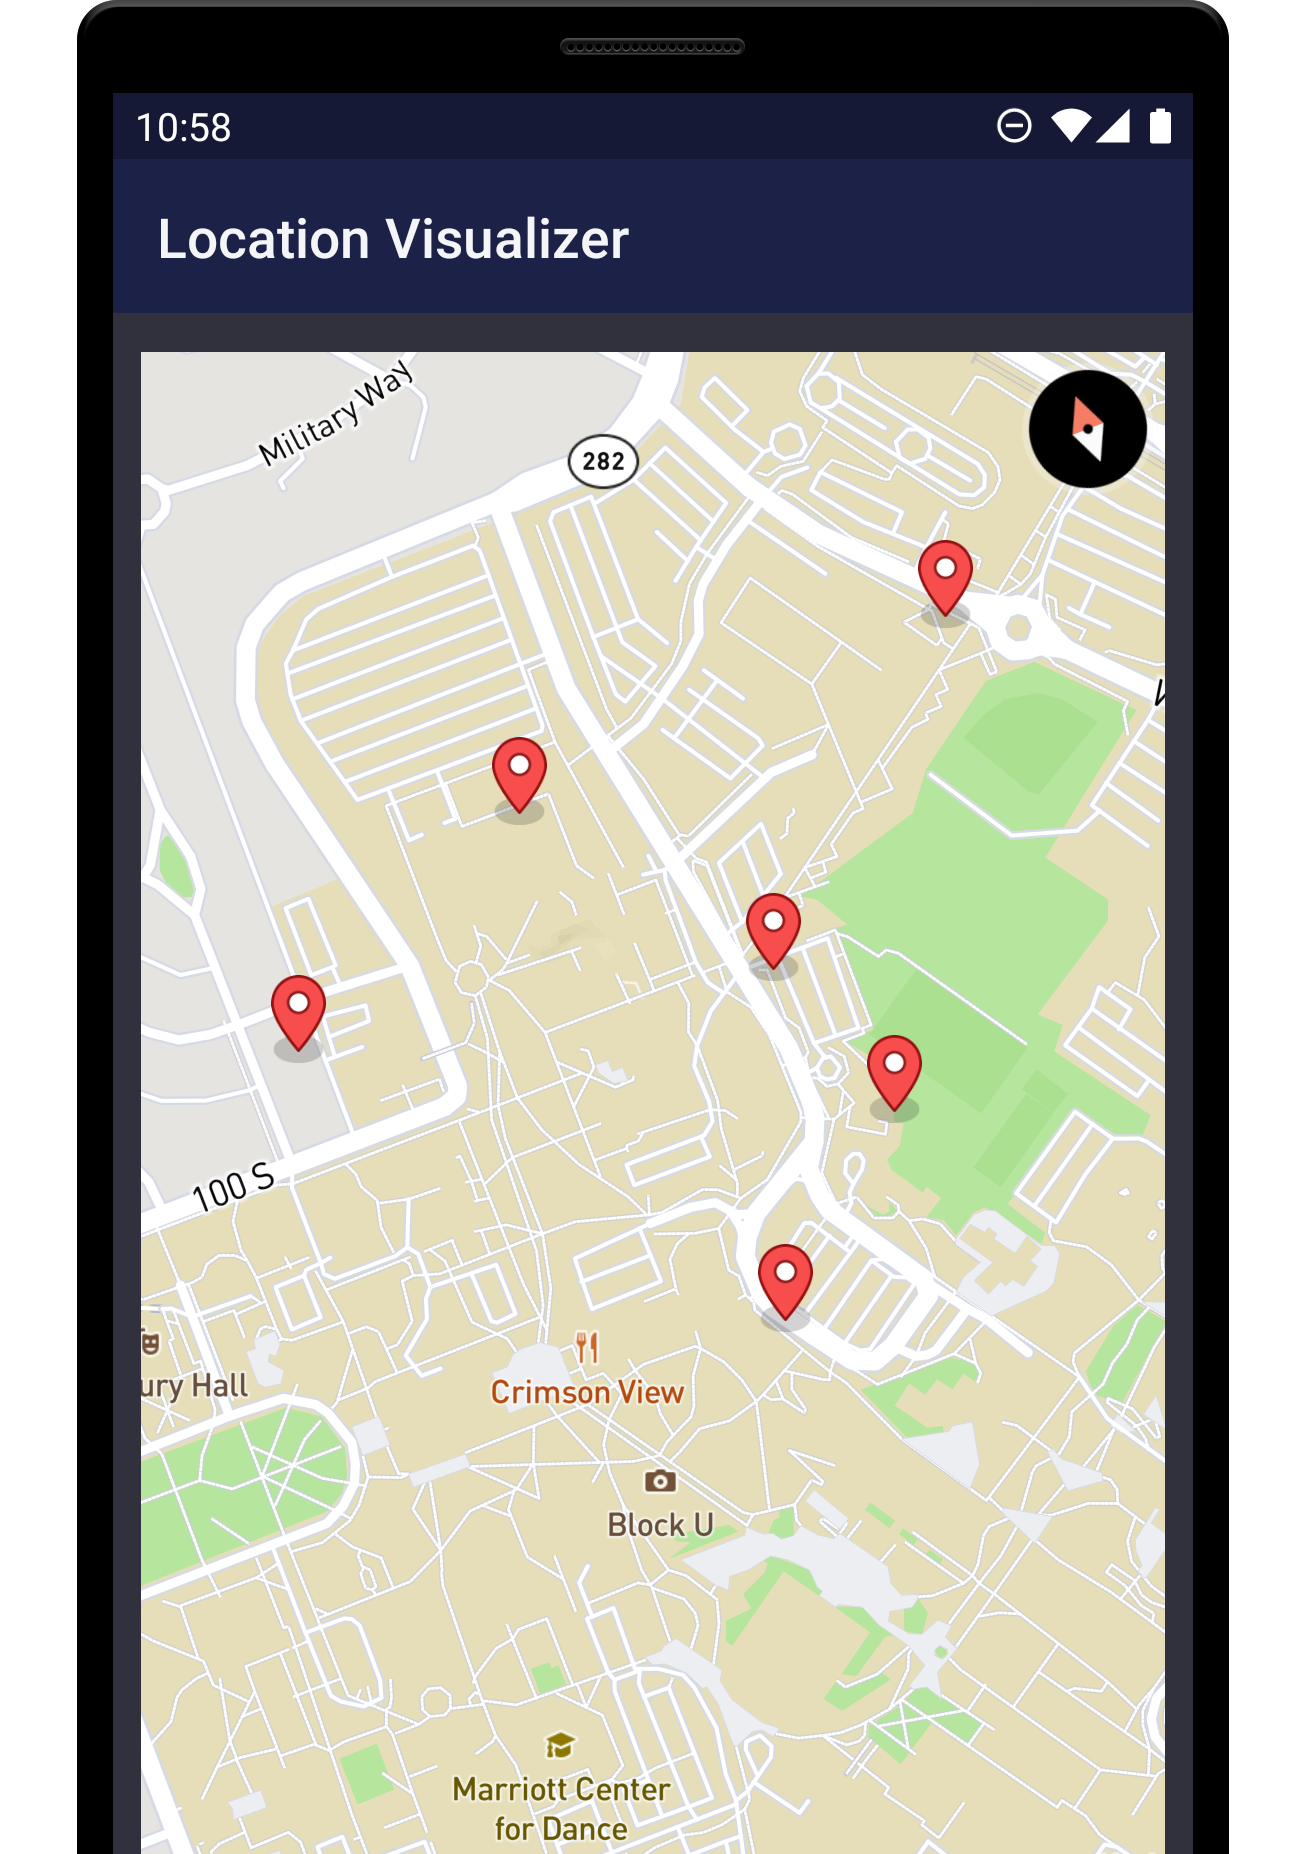 10:58
Location Visualizer
Military Way
282
100 S
ury Hall
Crimson View
Block U
Marriott Center
for Dance